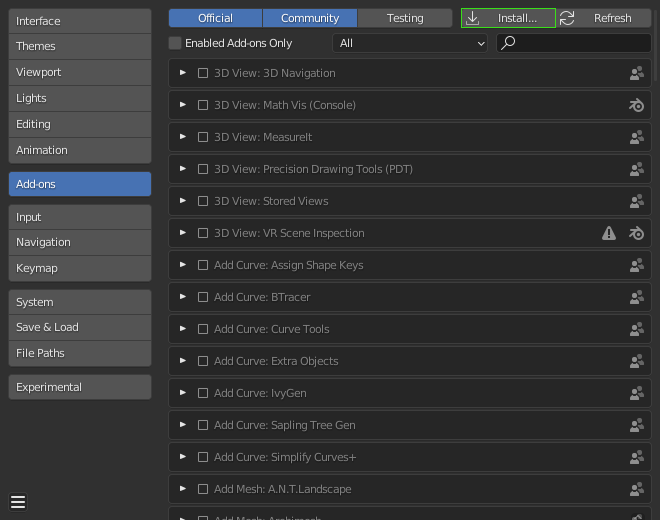 Interface
Themes
Viewport
Lights
Editing
Animation
Add-ons
Input
Navigation
Keymap
System
Save & Load
File Paths
Experimental
Official Community Testing Install... Refresh
Enabled Add-ons Only All
3D View: 3D Navigation
3D View: Math Vis (Console)
3D View: MeasureIt
3D View: Precision Drawing Tools (PDT)
3D View: Stored Views
3D View: VR Scene Inspection
Add Curve: Assign Shape Keys
Add Curve: BTracer
Add Curve: Curve Tools
Add Curve: Extra Objects
Add Curve: IvyGen
Add Curve: Sapling Tree Gen
Add Curve: Simplify Curves+
Add Mesh: A.N.T.Landscape
Add Mesh: Archimesh